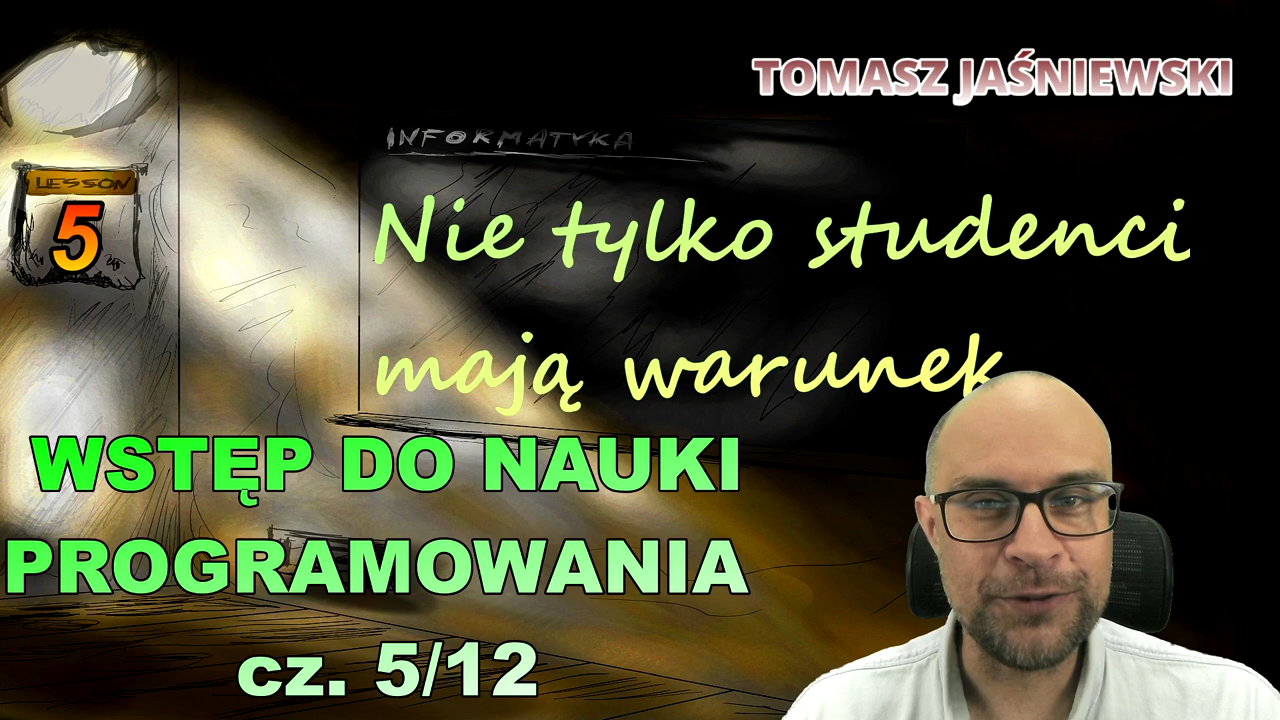 TOMASZ JAŚNIEWSKI
INFORMATYKA
LESSON
5
Nie tylko studenci
mają warunek
WSTĘP DO NAUKI
PROGRAMOWANIA
cz. 5/12